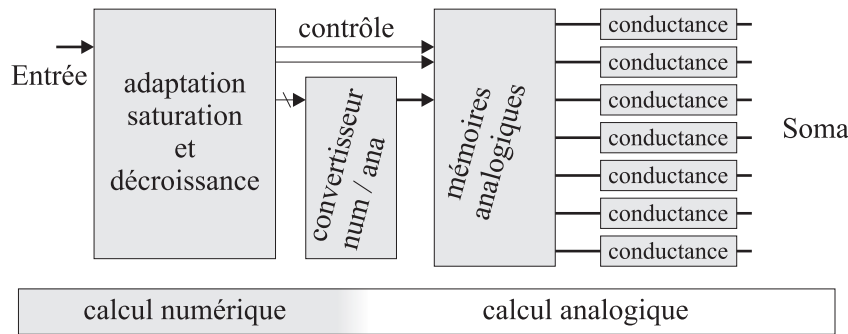 contrôle
Entrée
adaptation
saturation
et
décroissance
convertisseur
num / ana
mémoires
analogiques
conductance
conductance
conductance
conductance
conductance
conductance
conductance
Soma
calcul numérique
calcul analogique